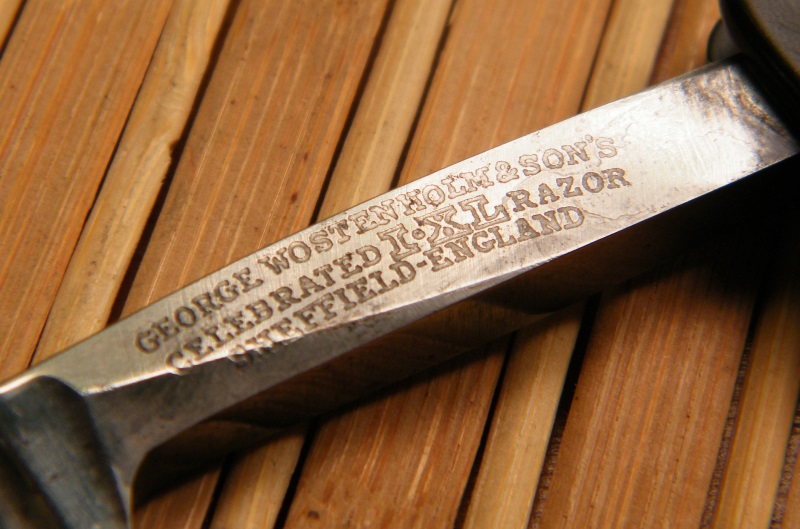 GEORGE WOSTENHOLM & SON'S
CELEBRATED I·XL RAZOR
SHEFFIELD-ENGLAND